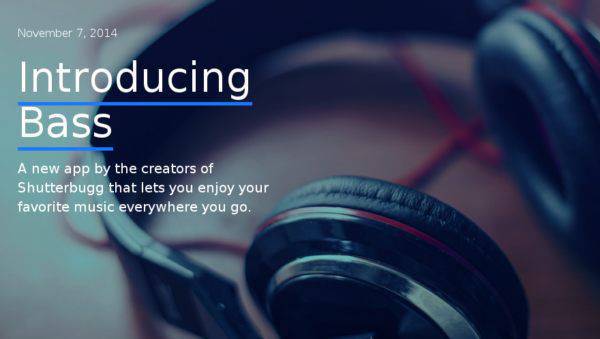 November 7, 2014
Introducing
Bass
A new app by the creators of
Shutterbugg that lets you enjoy your
favorite music everywhere you go.